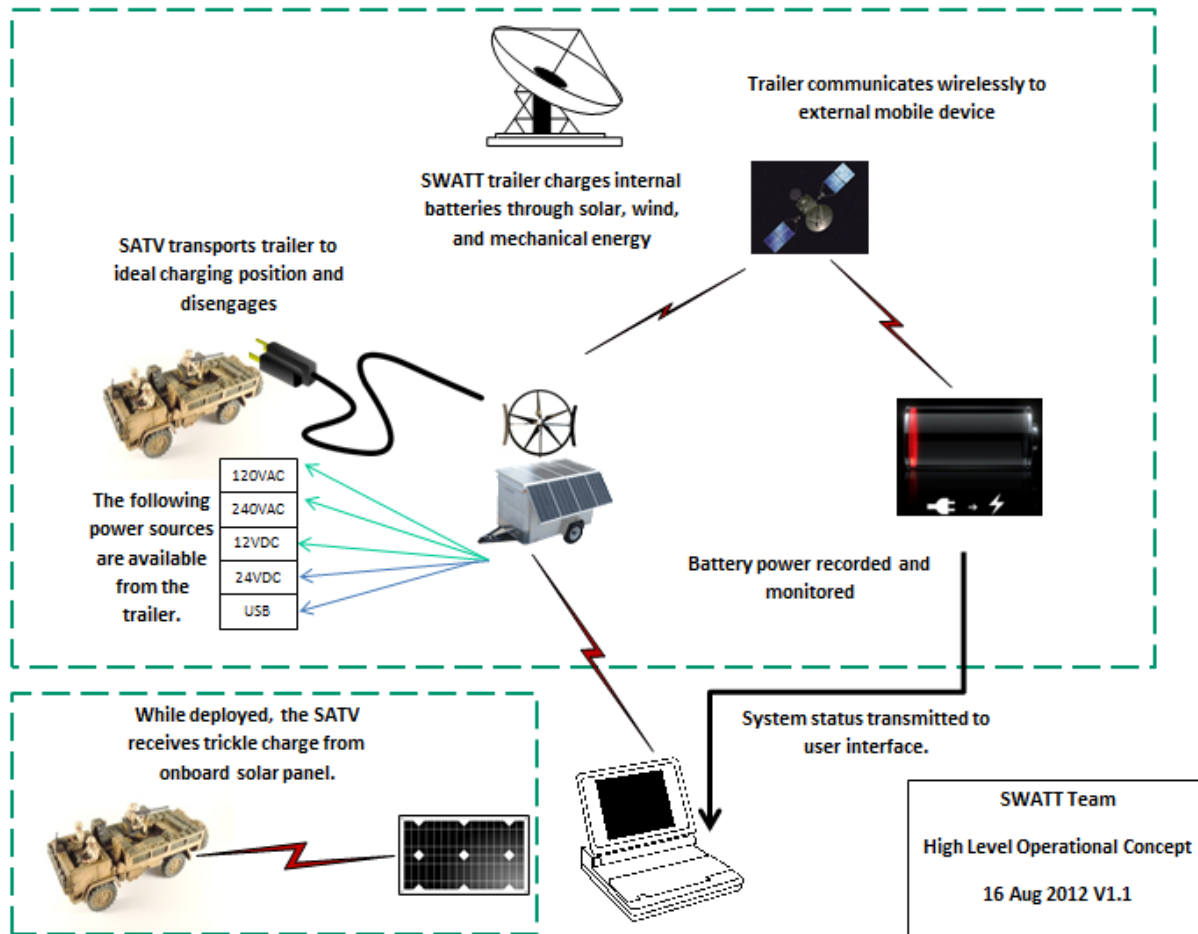 Trailer communicates wirelessly to
external mobile device
SWATT trailer charges internal
batteries through solar, wind,
and mechanical energy
SATV transports trailer to
ideal charging position and
disengages
120VAC
240VAC
12VDC
24VDC
USB
The following
power sources
are available
from the
trailer.
Battery power recorded and
monitored
While deployed, the SATV
receives trickle charge from
onboard solar panel.
System status transmitted to
user interface.
SWATT Team
High Level Operational Concept
16 Aug 2012 V1.1